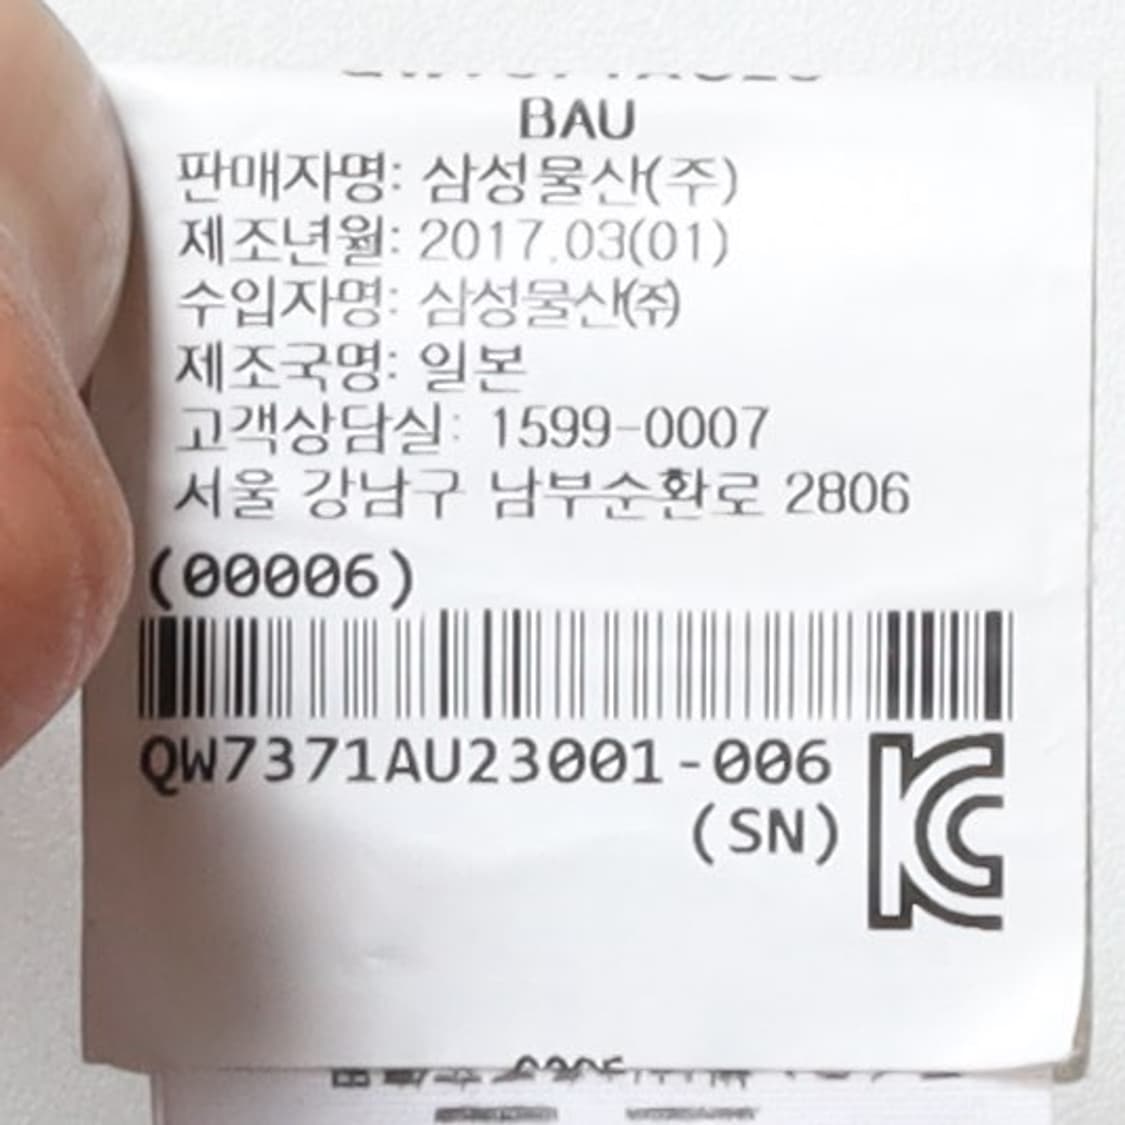 BAU
판매자명: 삼성물산(주)
제조년월: 2017.03(01)
수입자명: 삼성물산㈜
제조국명: 일본
고객상담실: 1599-0007
서울 강남구 남부순환로 2806
(00006)
QW7371AU23001-006
(SN)
KC